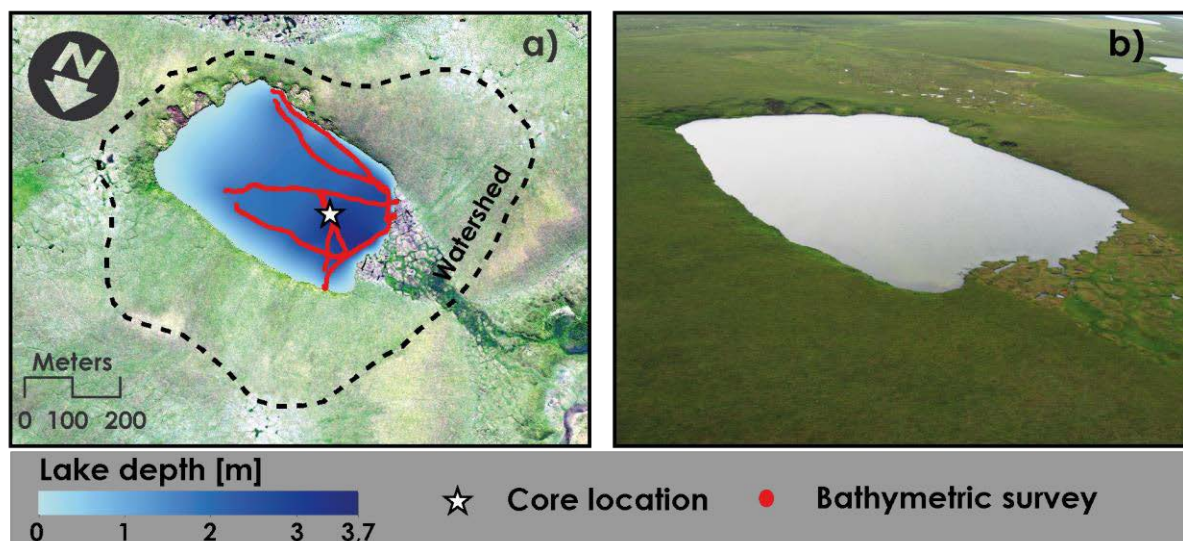 N
a)
b)
Watershed
Meters
0 100 200
Lake depth [m]
0 1 2 3 3,7
Core location
Bathymetric survey